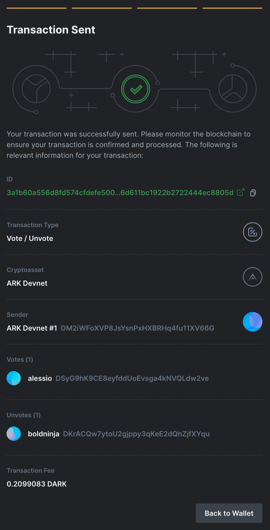 Transaction Sent
Your transaction was successfully sent. Please monitor the blockchain to
ensure your transaction is confirmed and processed. The following is
relevant information for your transaction:
ID
3a1b60a556d8fd574cfdefe500...6d611bc1922b2722444ec8805d
Transaction Type
Vote / Unvote
Cryptoasset
ARK Devnet
Sender
ARK Devnet #1 DM2iWFoXVP8JsYsnPxHXBRHq4fu11XV66G
Votes (1)
alessio DSyG9hK9CE8eyfddUoEvsga4kNVQLdw2ve
Unvotes (1)
boldninja DKrACQw7ytoU2gjppy3qKeE2dQhZjfXYqu
Transaction Fee
0.2099083 DARK
Back to Wallet